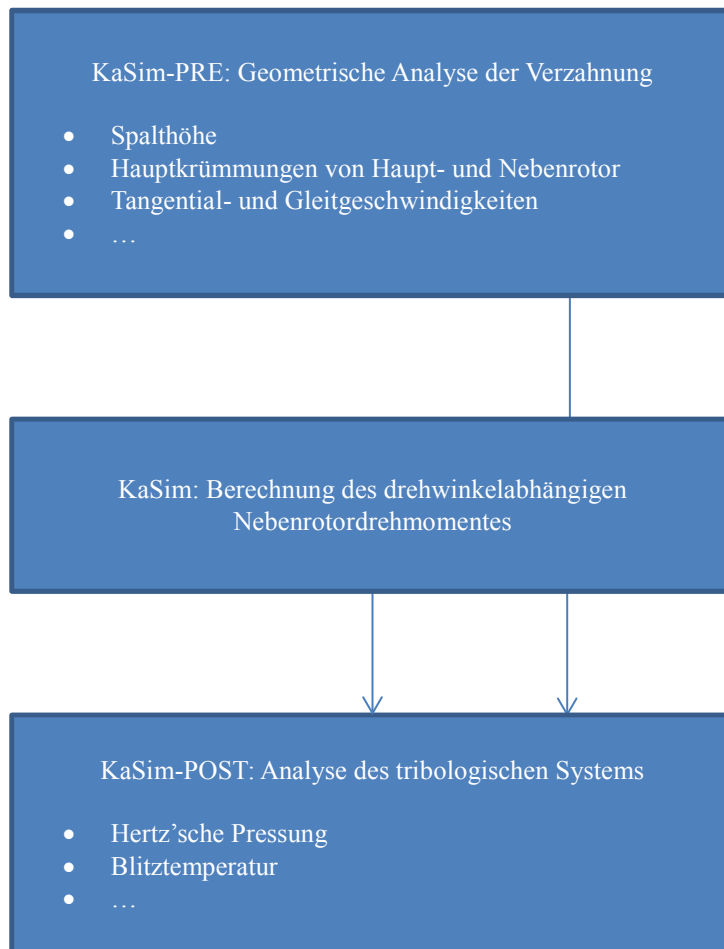 KaSim-PRE: Geometrische Analyse der Verzahnung
• Spalthöhe
• Hauptkrümmungen von Haupt- und Nebenrotor
• Tangential- und Gleitgeschwindigkeiten
• …
KaSim: Berechnung des drehwinkelabhängigen
Nebenrotordrehmomentes
KaSim-POST: Analyse des tribologischen Systems
• Hertz’sche Pressung
• Blitztemperatur
• …